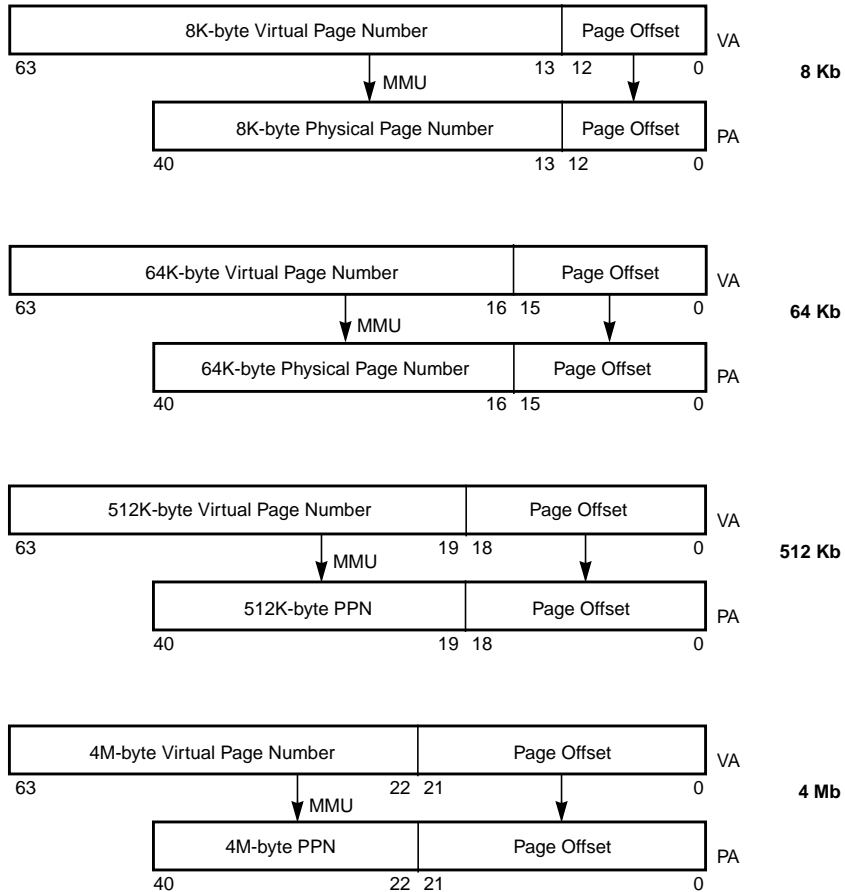 8K-byte Virtual Page Number Page Offset VA
63 13 12 0
8 Kb
MMU
8K-byte Physical Page Number Page Offset PA
40 13 12 0
64K-byte Virtual Page Number Page Offset VA
63 16 15 0
64 Kb
MMU
64K-byte Physical Page Number Page Offset PA
40 16 15 0
512K-byte Virtual Page Number Page Offset VA
63 19 18 0
512 Kb
MMU
512K-byte PPN Page Offset PA
40 19 18 0
4M-byte Virtual Page Number Page Offset VA
63 22 21 0
4 Mb
MMU
4M-byte PPN Page Offset PA
40 22 21 0